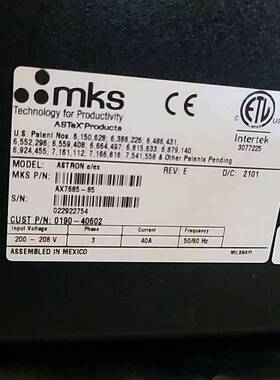 mks
Technology for Productivity
ASTeX® Products
CE
ETL
Intertek
3077225
U.S. Patent Nos. 6,150,628; 6,388,226; 6,486,431;
6,552,296; 6,559,408; 6,664,497; 6,815,633; 6,879,140;
6,924,455; 7,161,112; 7,166,816; 7,541,558 & Other Patents Pending
MODEL: ASTRON e/ex REV: E D/C: 2101
MKS P/N: AX7685-85
S/N: 022922754
CUST P/N: 0190-40602
Input Voltage Phase Current Frequency
200 - 208 V 3 40A 50/60 Hz
ASSEMBLED IN MEXICO